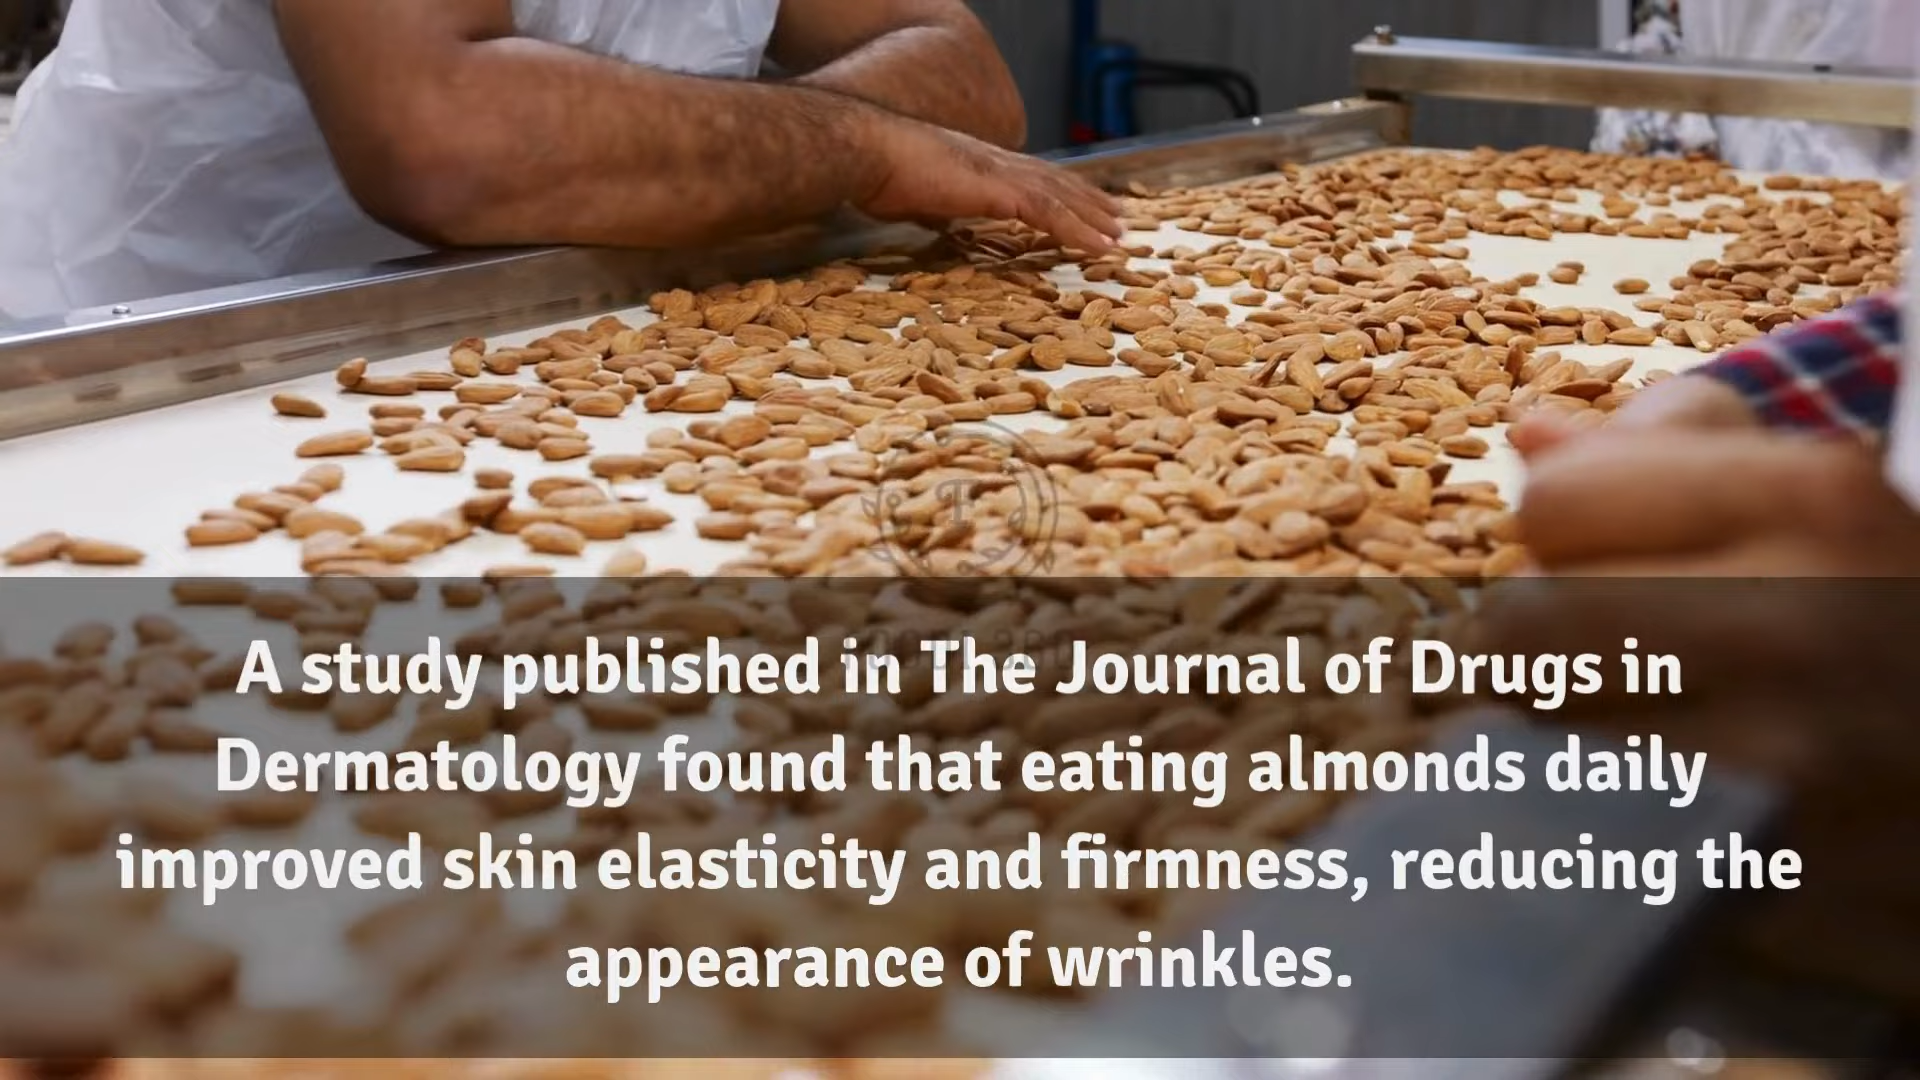 A study published in The Journal of Drugs in
Dermatology found that eating almonds daily
improved skin elasticity and firmness, reducing the
appearance of wrinkles.